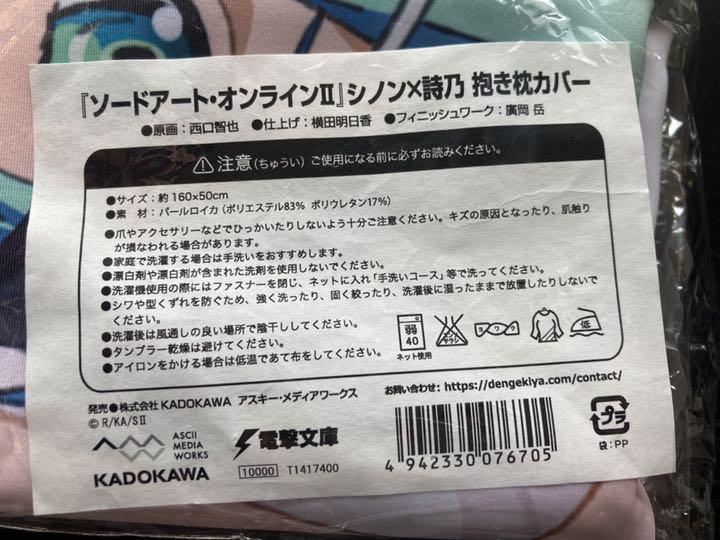 『ソードアート・オンラインⅡ』シノン×詩乃 抱き枕カバー
●原画：西口智也 ●仕上げ：横田明日香 ●フィニッシュワーク：廣岡 岳
⚠注意（ちゅうい）ご使用になる前に必ずお読みください。
●サイズ：約 160×50cm
●素 材：パールロイカ（ポリエステル83% ポリウレタン17%）
●爪やアクセサリーなどでひっかいたりしないよう十分ご注意ください。キズの原因となったり、肌触り
が損なわれる場合があります。
●家庭で洗濯する場合は手洗いをおすすめします。
●漂白剤や漂白剤が含まれた洗剤を使用しないでください。
●洗濯機使用の際にはファスナーを閉じ、ネットに入れ「手洗いコース」等で洗ってください。
●シワや型くずれを防ぐため、強く洗ったり、固く絞ったり、洗濯後に湿ったままで放置したりしないで
ください。
●洗濯後は風通しの良い場所で陰干ししてください。
●タンブラー乾燥は避けてください。
●アイロンをかける場合は低温であて布をしてください。
弱
40
ネット使用
エンソサラシ
ヨワク
低
発売●株式会社 KADOKAWA アスキー・メディアワークス
© R/KA/SⅡ
お問い合わせ：https://dengekiya.com/contact/
ASCII
MEDIA
WORKS
電撃文庫
KADOKAWA
10000 T1417400
4 942330 076705
プラ
袋：PP